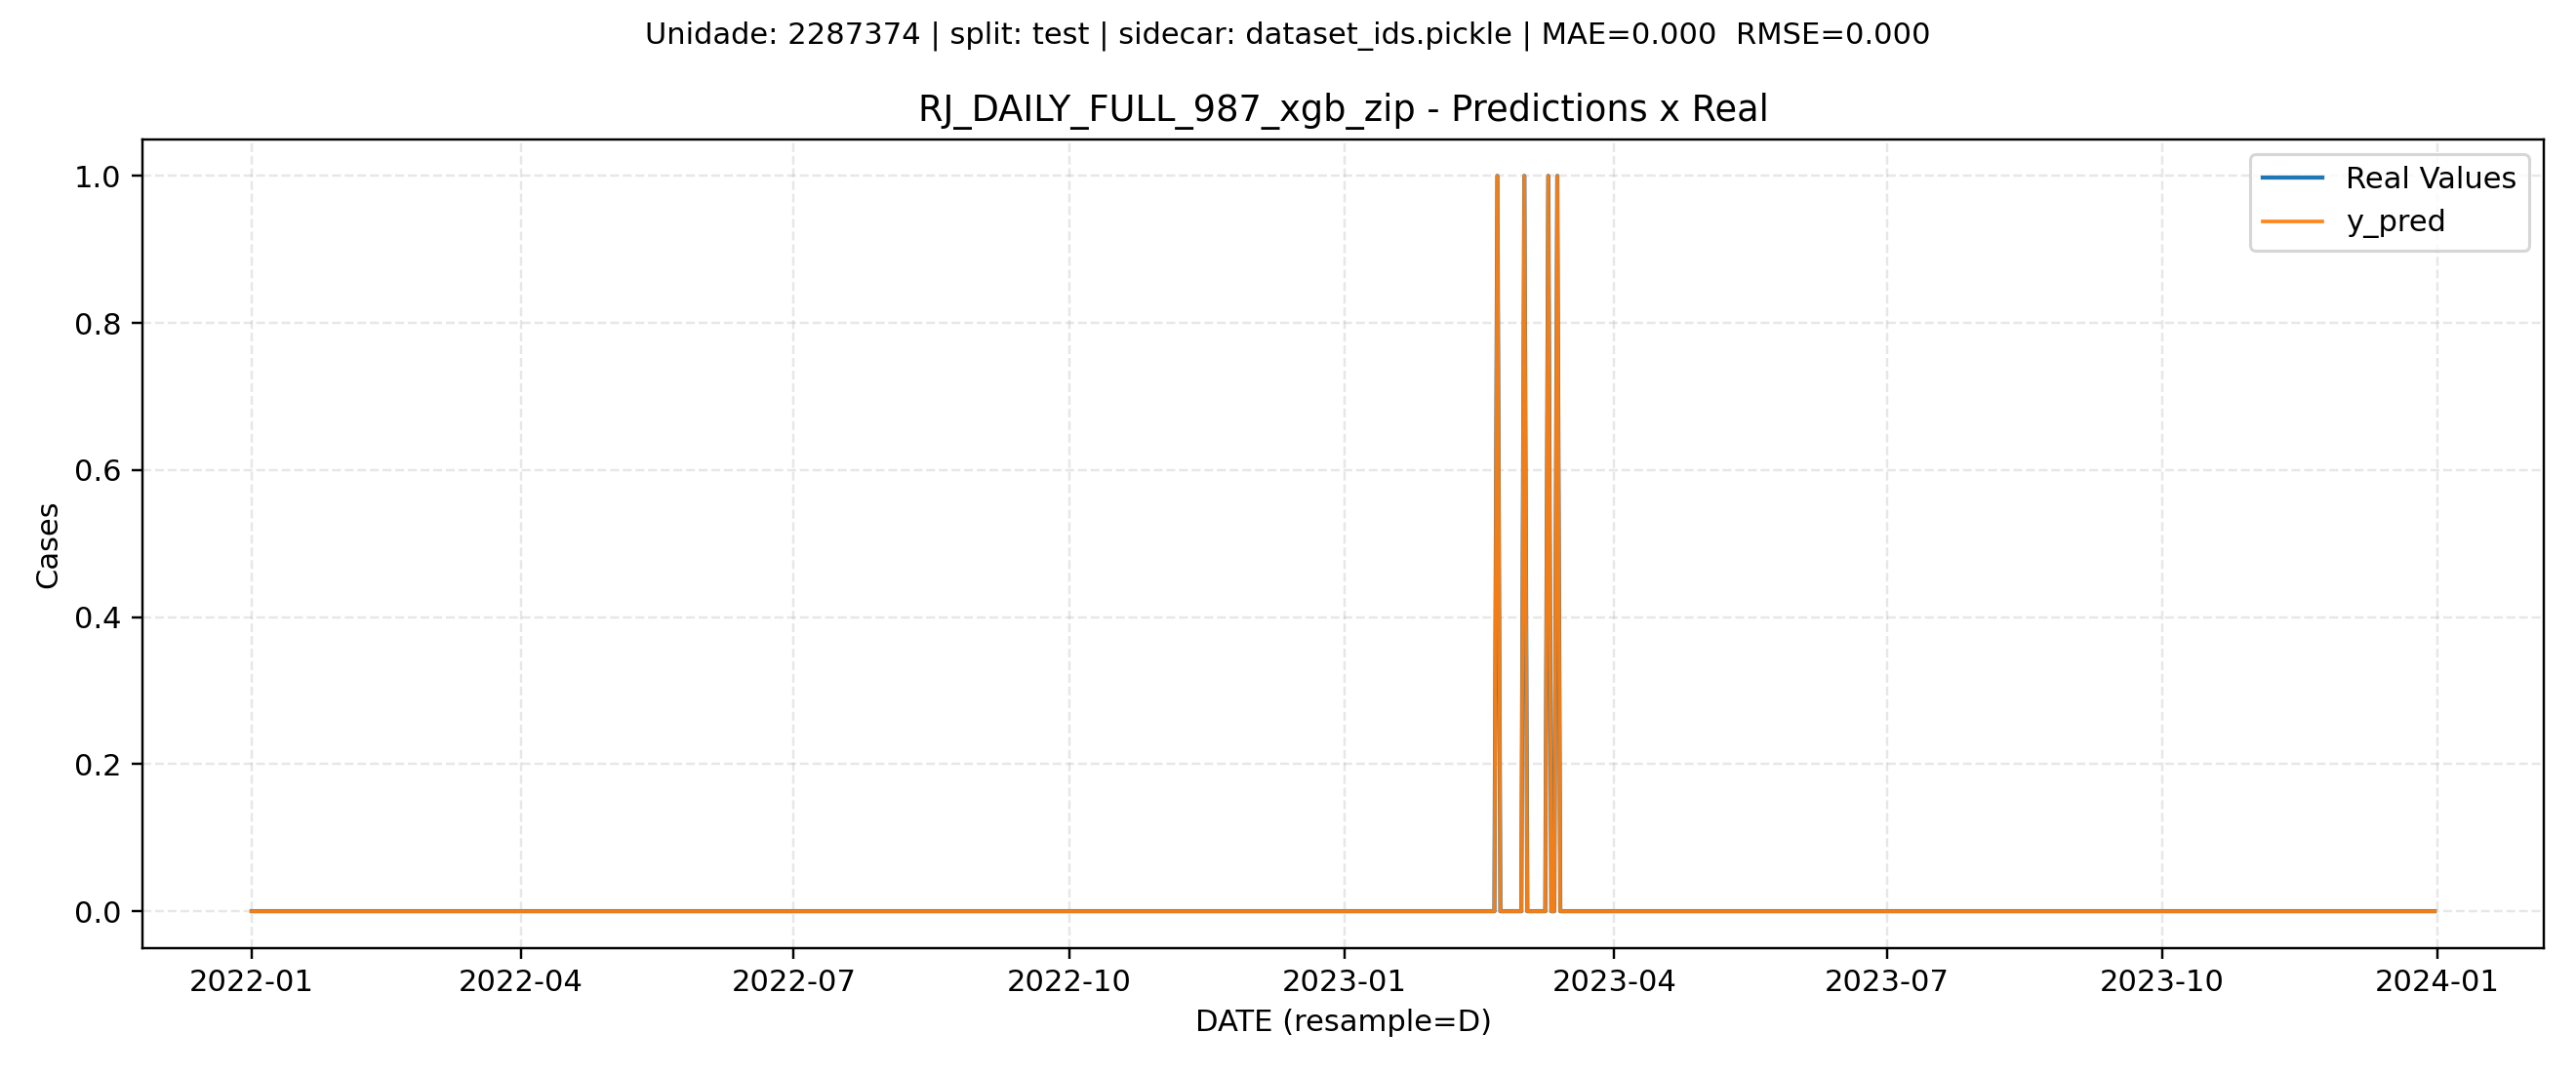 Unidade: 2287374 | split: test | sidecar: dataset_ids.pickle | MAE=0.000  RMSE=0.000
RJ_DAILY_FULL_987_xgb_zip - Predictions x Real
Real Values
y_pred
1.0
0.8
0.6
0.4
0.2
0.0
Cases
2022-01 2022-04 2022-07 2022-10 2023-01 2023-04 2023-07 2023-10 2024-01
DATE (resample=D)